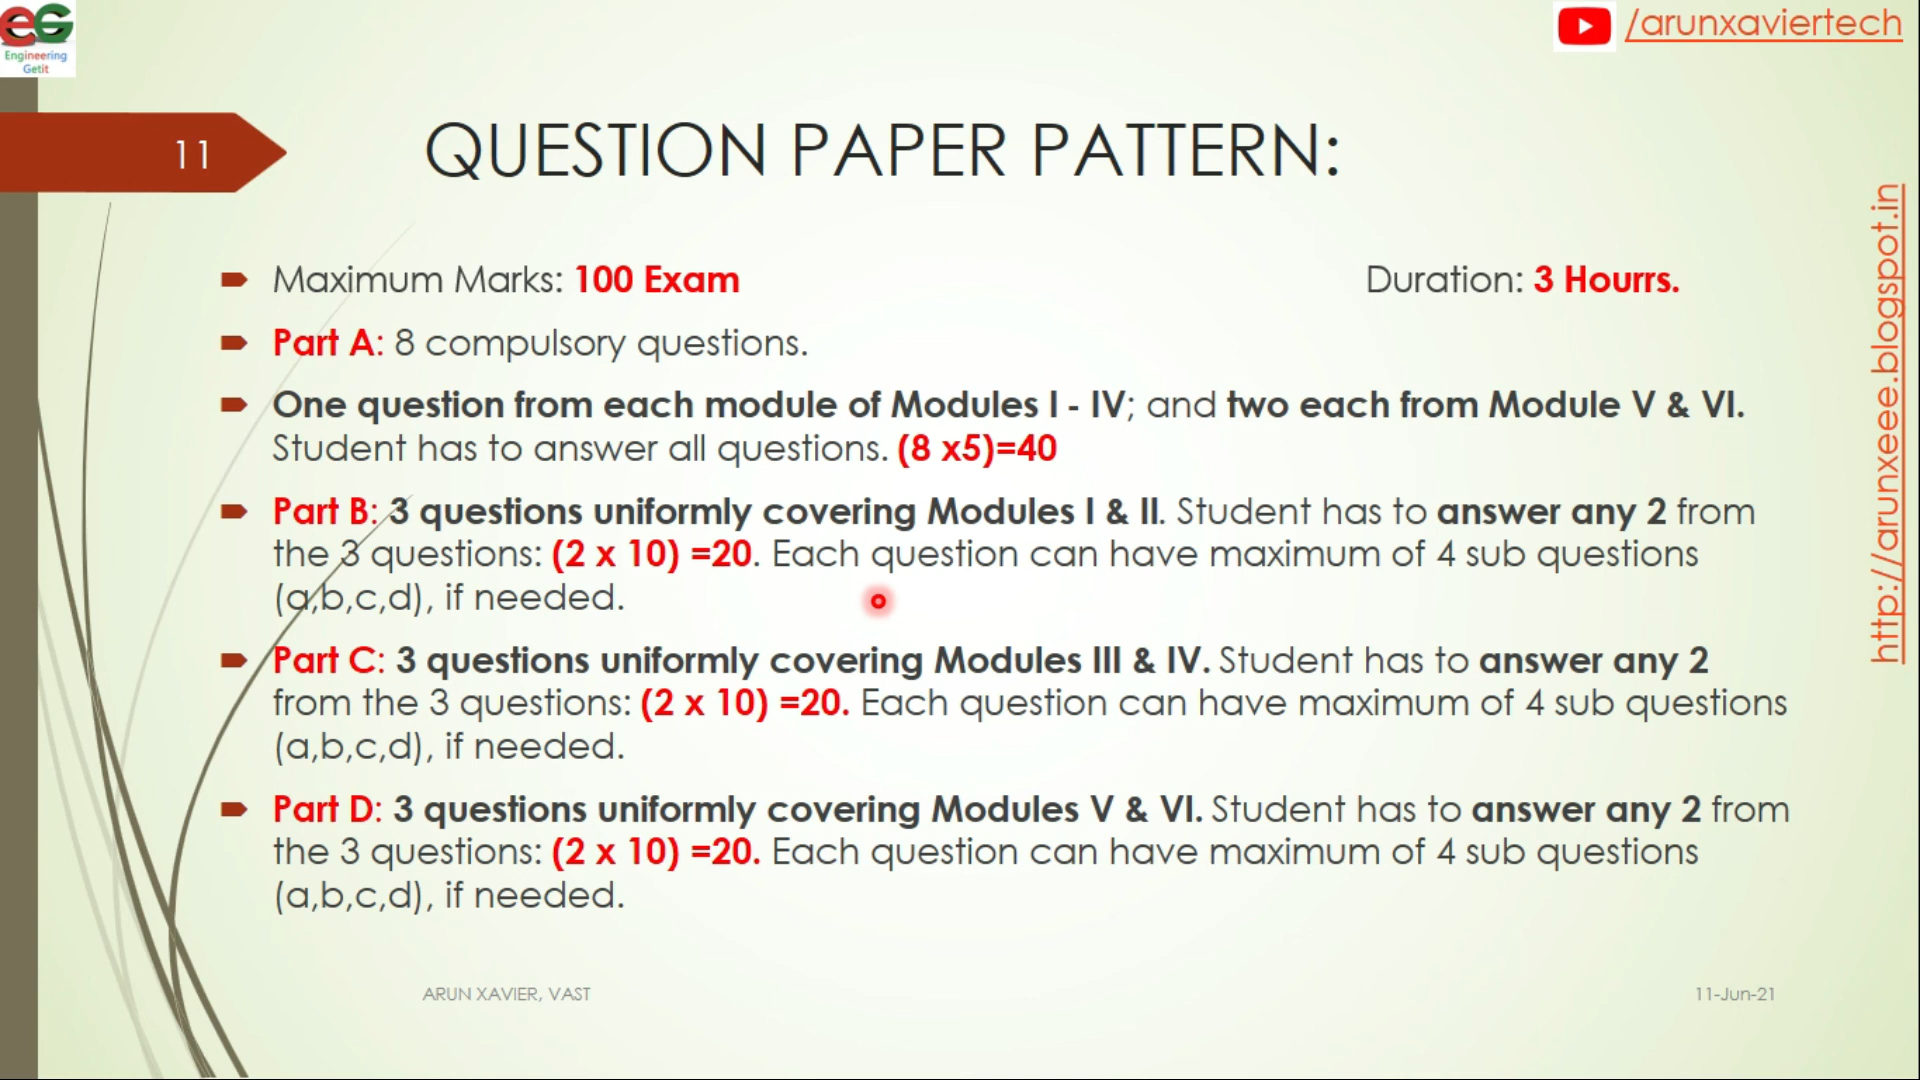 eG
Engineering
Getit
/arunxaviertech
11
QUESTION PAPER PATTERN:
Maximum Marks: 100 Exam Duration: 3 Hourrs.
Part A: 8 compulsory questions.
One question from each module of Modules I - IV; and two each from Module V & VI.
Student has to answer all questions. (8 x5)=40
Part B: 3 questions uniformly covering Modules I & II. Student has to answer any 2 from
the 3 questions: (2 x 10) =20. Each question can have maximum of 4 sub questions
(a,b,c,d), if needed.
Part C: 3 questions uniformly covering Modules III & IV. Student has to answer any 2
from the 3 questions: (2 x 10) =20. Each question can have maximum of 4 sub questions
(a,b,c,d), if needed.
Part D: 3 questions uniformly covering Modules V & VI. Student has to answer any 2 from
the 3 questions: (2 x 10) =20. Each question can have maximum of 4 sub questions
(a,b,c,d), if needed.
http://arunxeee.blogspot.in
ARUN XAVIER, VAST
11-Jun-21